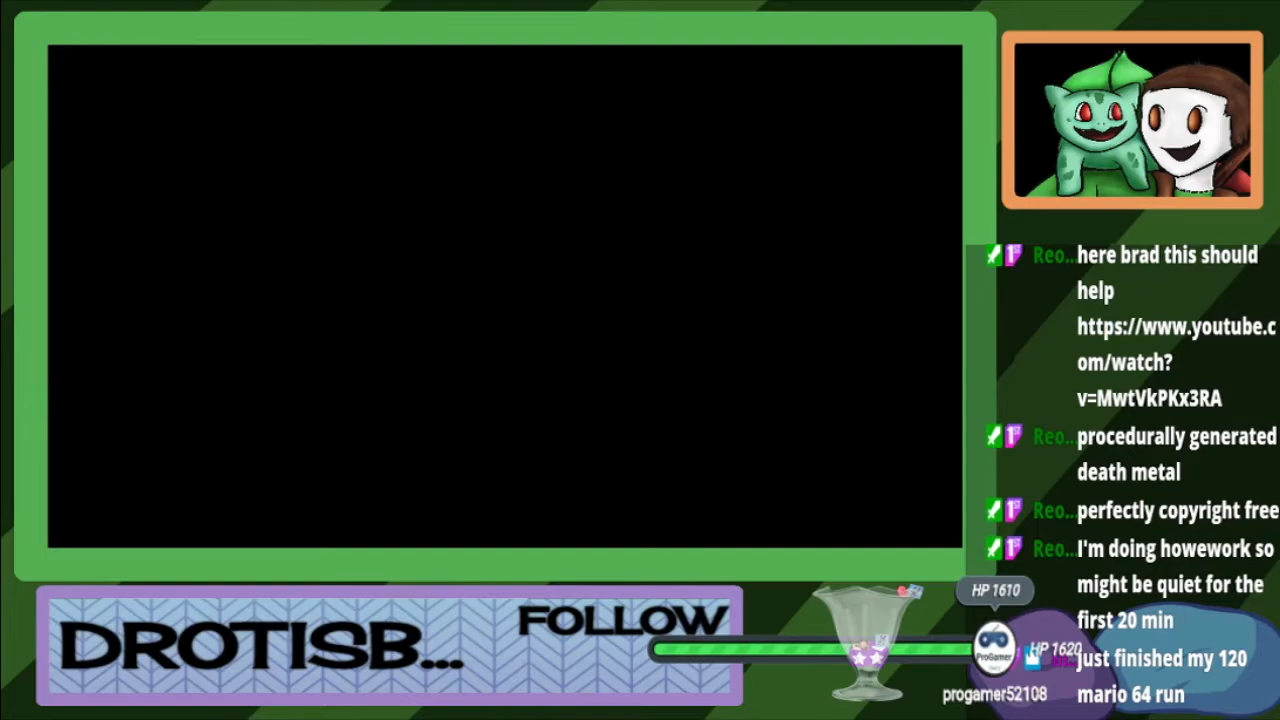 Reo... here brad this should
help
https://www.youtube.c
om/watch?
v=MwtVkPKx3RA
Reo... procedurally generated
death metal
Reo... perfectly copyright free
Reo... I'm doing howework so
might be quiet for the
first 20 min
just finished my 120
mario 64 run
DROTISB...
FOLLOW
HP 1610
HP 1620
ProGamer
progamer52108